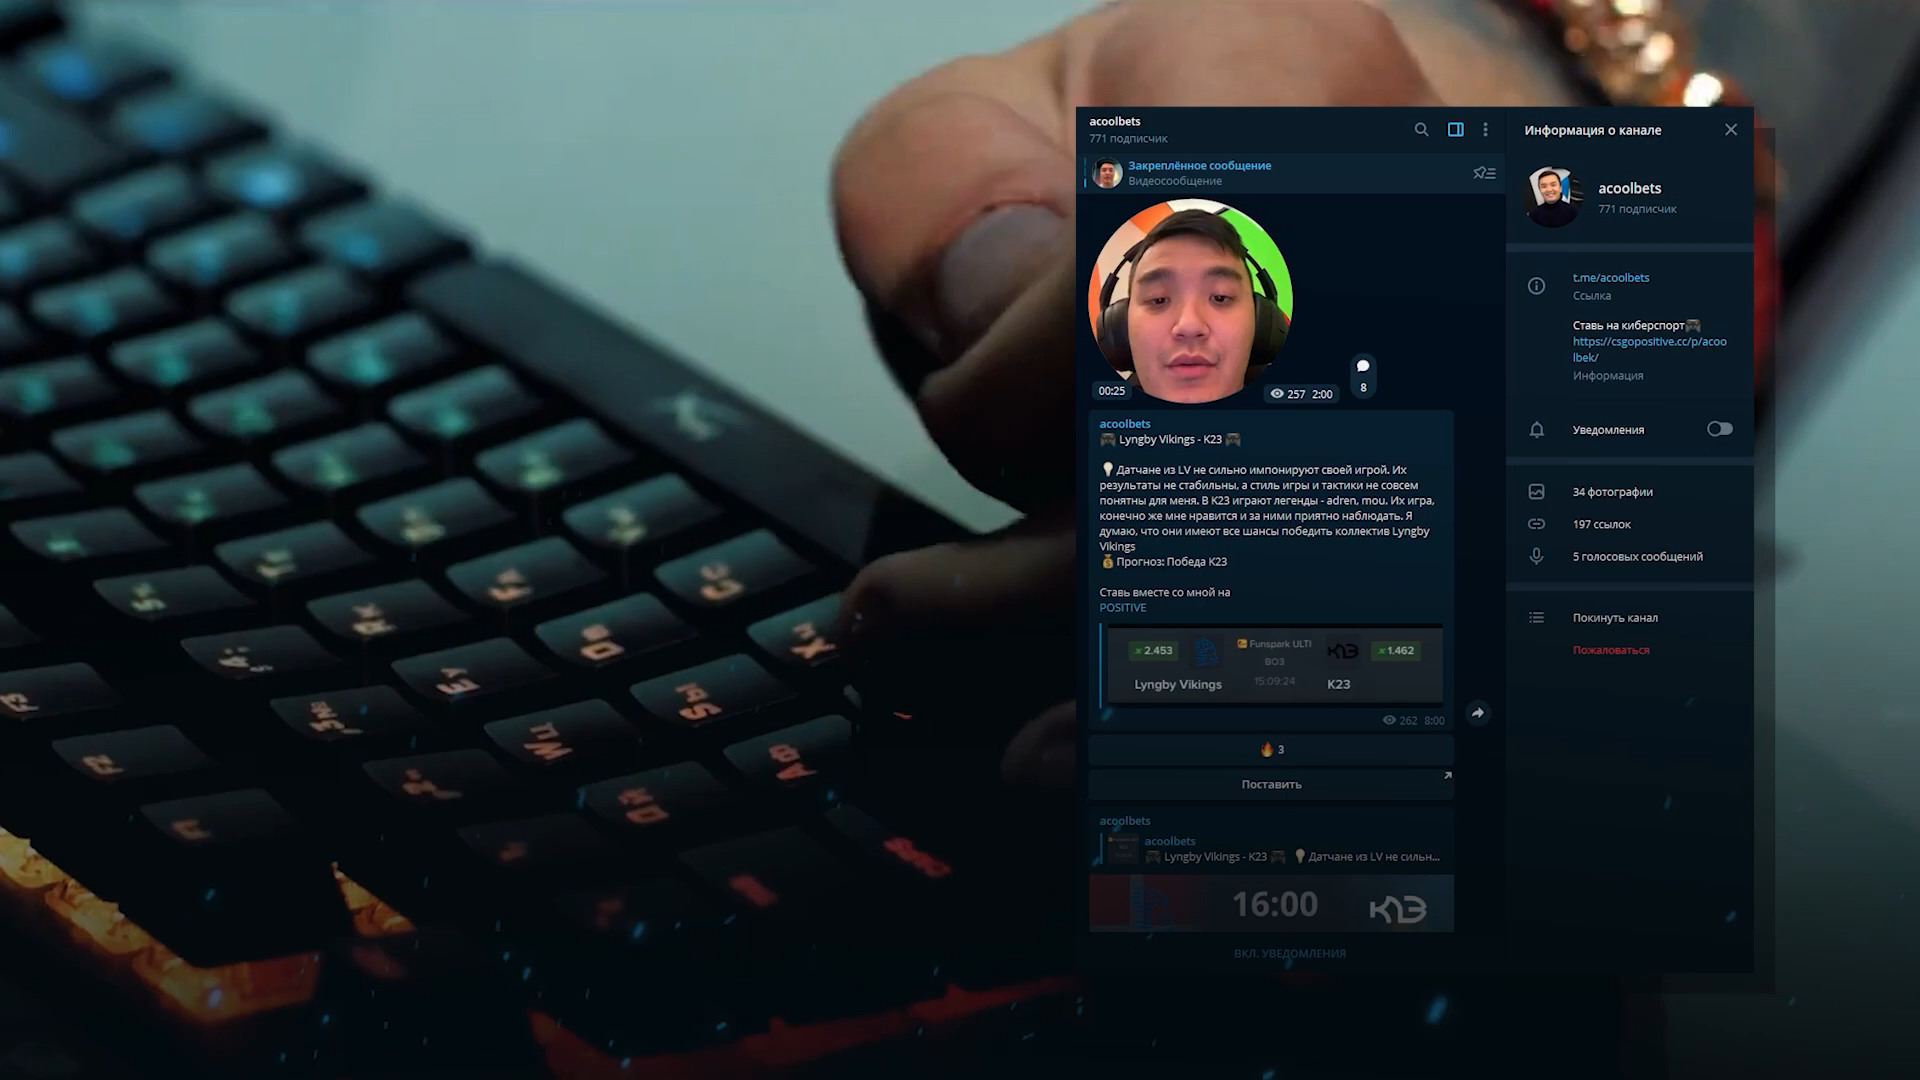 acoolbets
771 подписчик
Закреплённое сообщение
Видеосообщение
00:25
257 2:00
8
acoolbets
Lyngby Vikings - K23
Датчане из LV не сильно импонируют своей игрой. Их
результаты не стабильны, а стиль игры и тактики не совсем
понятны для меня. В К23 играют легенды - adren, mou. Их игра,
конечно же мне нравится и за ними приятно наблюдать. Я
думаю, что они имеют все шансы победить коллектив Lyngby
Vikings
Прогноз: Победа К23
Ставь вместе со мной на
POSITIVE
x 2.453
Funspark ULTI
BO3
15:09:24
K23
x 1.462
Lyngby Vikings
K23
262 8:00
3
Поставить
acoolbets
acoolbets
Lyngby Vikings - K23 Датчане из LV не сильн...
16:00
K23
ВКЛ. УВЕДОМЛЕНИЯ
Информация о канале
acoolbets
771 подписчик
t.me/acoolbets
Ссылка
Ставь на киберспорт
https://csgopositive.cc/p/acoo
lbek/
Информация
Уведомления
34 фотографии
197 ссылок
5 голосовых сообщений
Покинуть канал
Пожаловаться